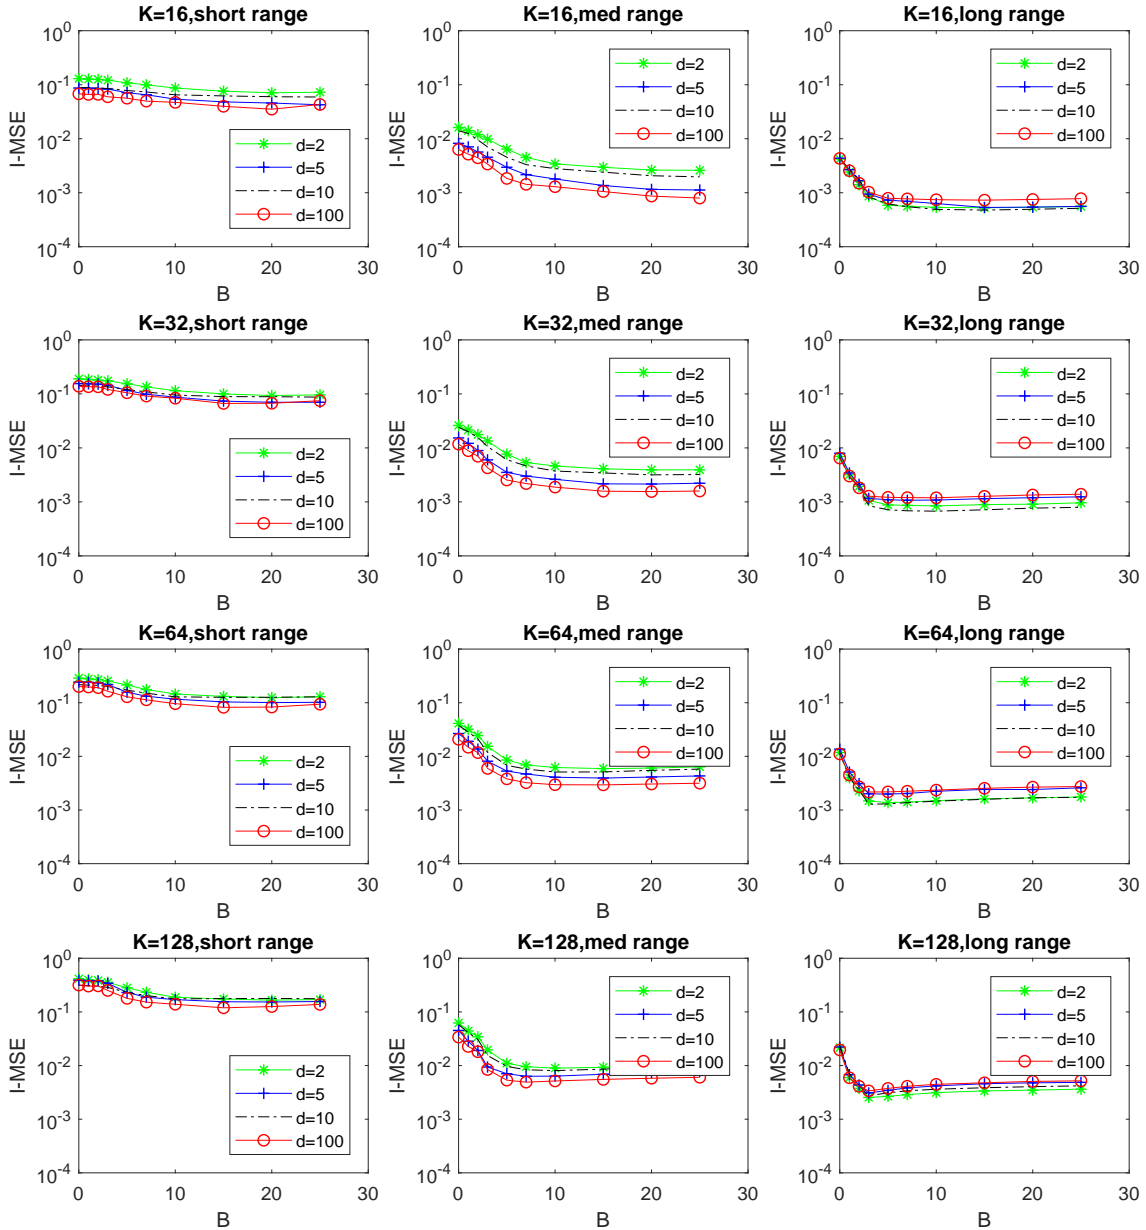 K=16,short range
I-MSE
10^0
10^-1
10^-2
10^-3
10^-4
d=2
d=5
d=10
d=100
0 10 20 30
B
K=16,med range
I-MSE
10^0
10^-1
10^-2
10^-3
10^-4
d=2
d=5
d=10
d=100
0 10 20 30
B
K=16,long range
I-MSE
10^0
10^-1
10^-2
10^-3
10^-4
d=2
d=5
d=10
d=100
0 10 20 30
B
K=32,short range
I-MSE
10^0
10^-1
10^-2
10^-3
10^-4
d=2
d=5
d=10
d=100
0 10 20 30
B
K=32,med range
I-MSE
10^0
10^-1
10^-2
10^-3
10^-4
d=2
d=5
d=10
d=100
0 10 20 30
B
K=32,long range
I-MSE
10^0
10^-1
10^-2
10^-3
10^-4
d=2
d=5
d=10
d=100
0 10 20 30
B
K=64,short range
I-MSE
10^0
10^-1
10^-2
10^-3
10^-4
d=2
d=5
d=10
d=100
0 10 20 30
B
K=64,med range
I-MSE
10^0
10^-1
10^-2
10^-3
10^-4
d=2
d=5
d=10
d=100
0 10 20 30
B
K=64,long range
I-MSE
10^0
10^-1
10^-2
10^-3
10^-4
d=2
d=5
d=10
d=100
0 10 20 30
B
K=128,short range
I-MSE
10^0
10^-1
10^-2
10^-3
10^-4
d=2
d=5
d=10
d=100
0 10 20 30
B
K=128,med range
I-MSE
10^0
10^-1
10^-2
10^-3
10^-4
d=2
d=5
d=10
d=100
0 10 20 30
B
K=128,long range
I-MSE
10^0
10^-1
10^-2
10^-3
10^-4
d=2
d=5
d=10
d=100
0 10 20 30
B